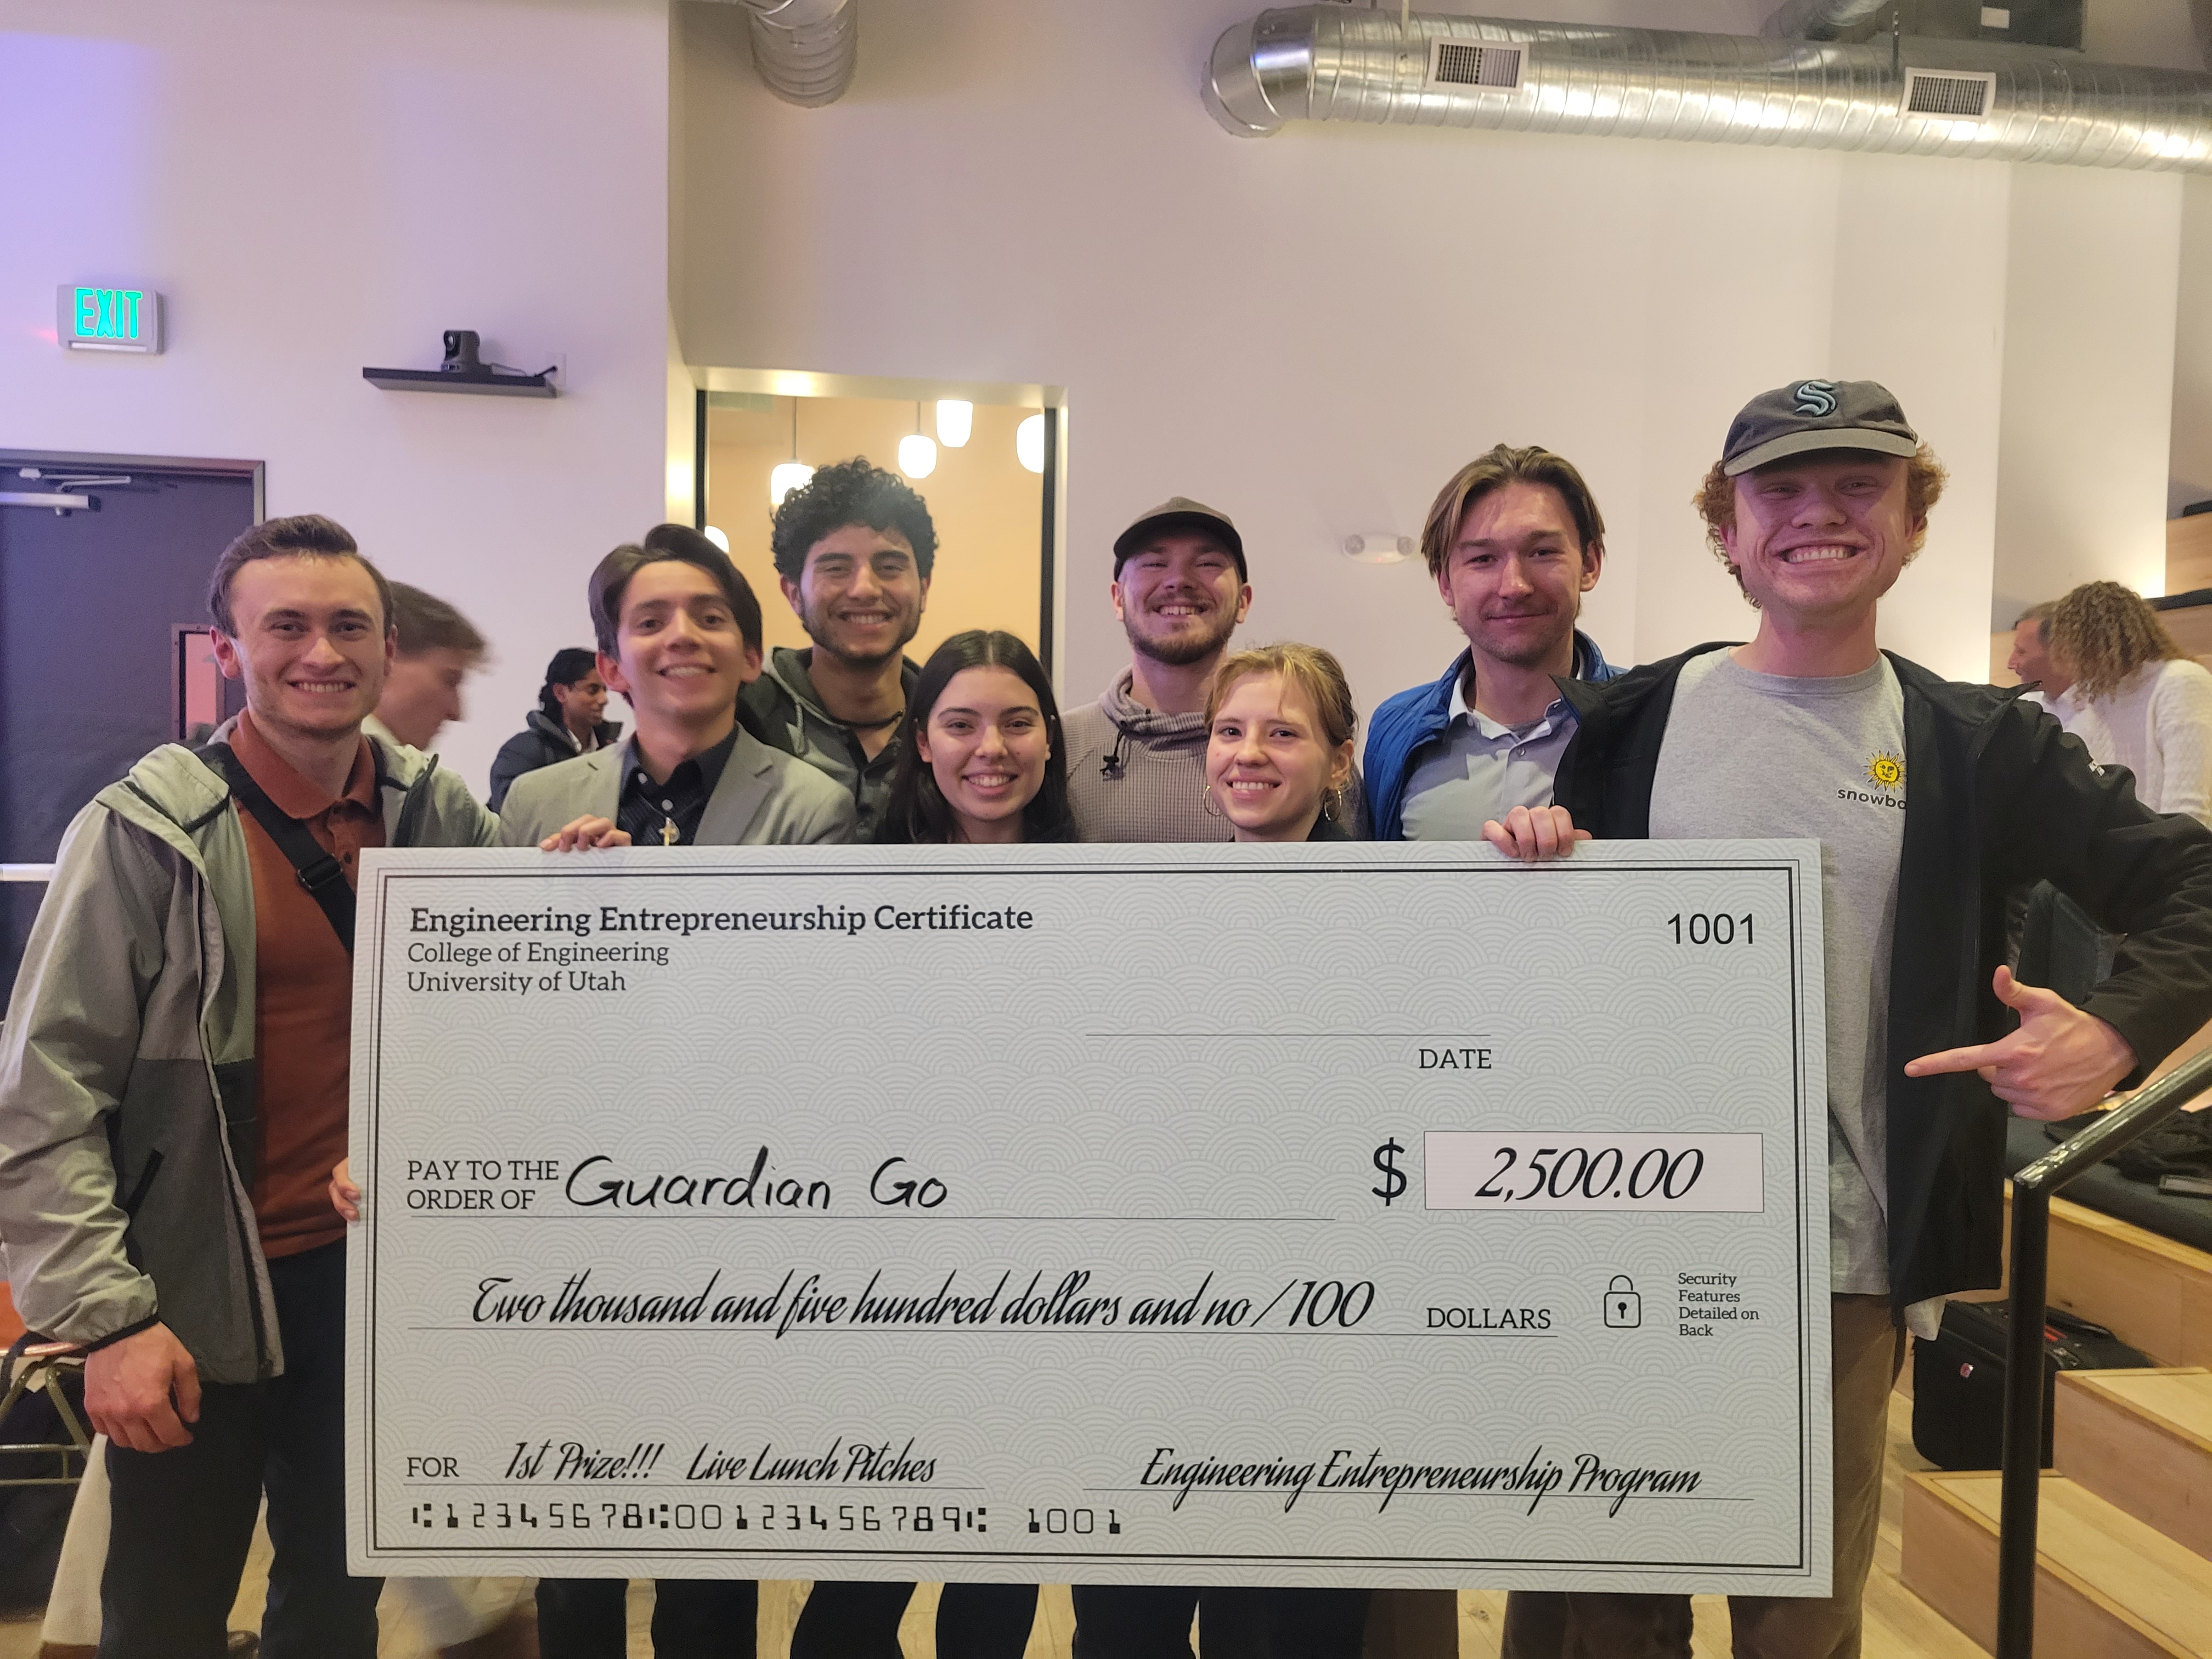 EXIT
S
snowbo
Engineering Entrepreneurship Certificate
College of Engineering
University of Utah
1001
DATE
PAY TO THE
ORDER OF Guardian Go $ 2,500.00
Two thousand and five hundred dollars and no / 100 DOLLARS
Security
Features
Detailed on
Back
FOR 1st Prize!!! Live Lunch Pitches
Engineering Entrepreneurship Program
⑆12345678⑆00123456789⑆ 1001